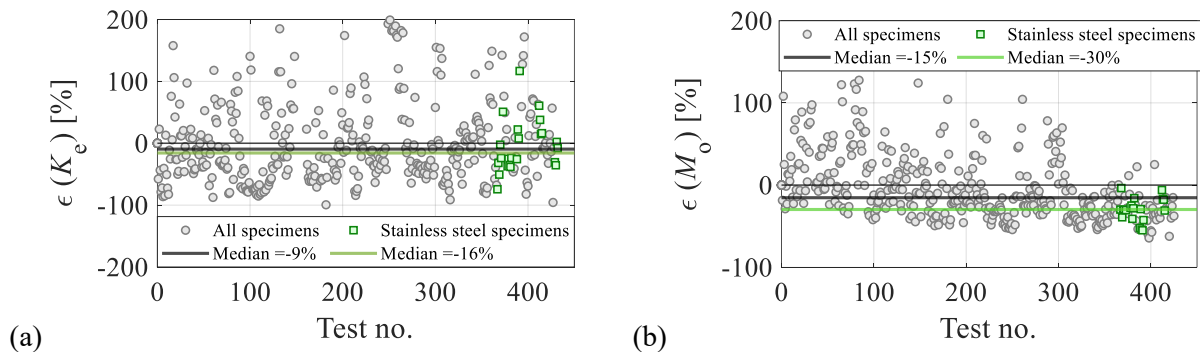 200
100
0
-100
-200
ϵ (Ke) [%]
All specimens
Stainless steel specimens
Median =-9%
Median =-16%
0 100 200 300 400
Test no.
(a)
200
100
0
-100
ϵ (Mo) [%]
All specimens
Stainless steel specimens
Median =-15%
Median =-30%
0 100 200 300 400
Test no.
(b)